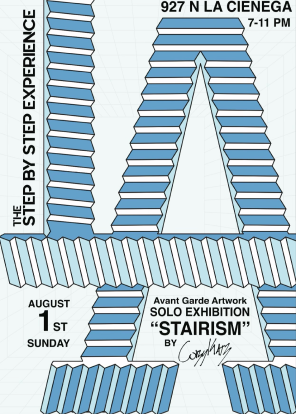 927 N LA CIENEGA
7-11 PM
THE
STEP BY STEP EXPERIENCE
AUGUST
1ST
SUNDAY
Avant Garde Artwork
SOLO EXHIBITION
“STAIRISM”
BY